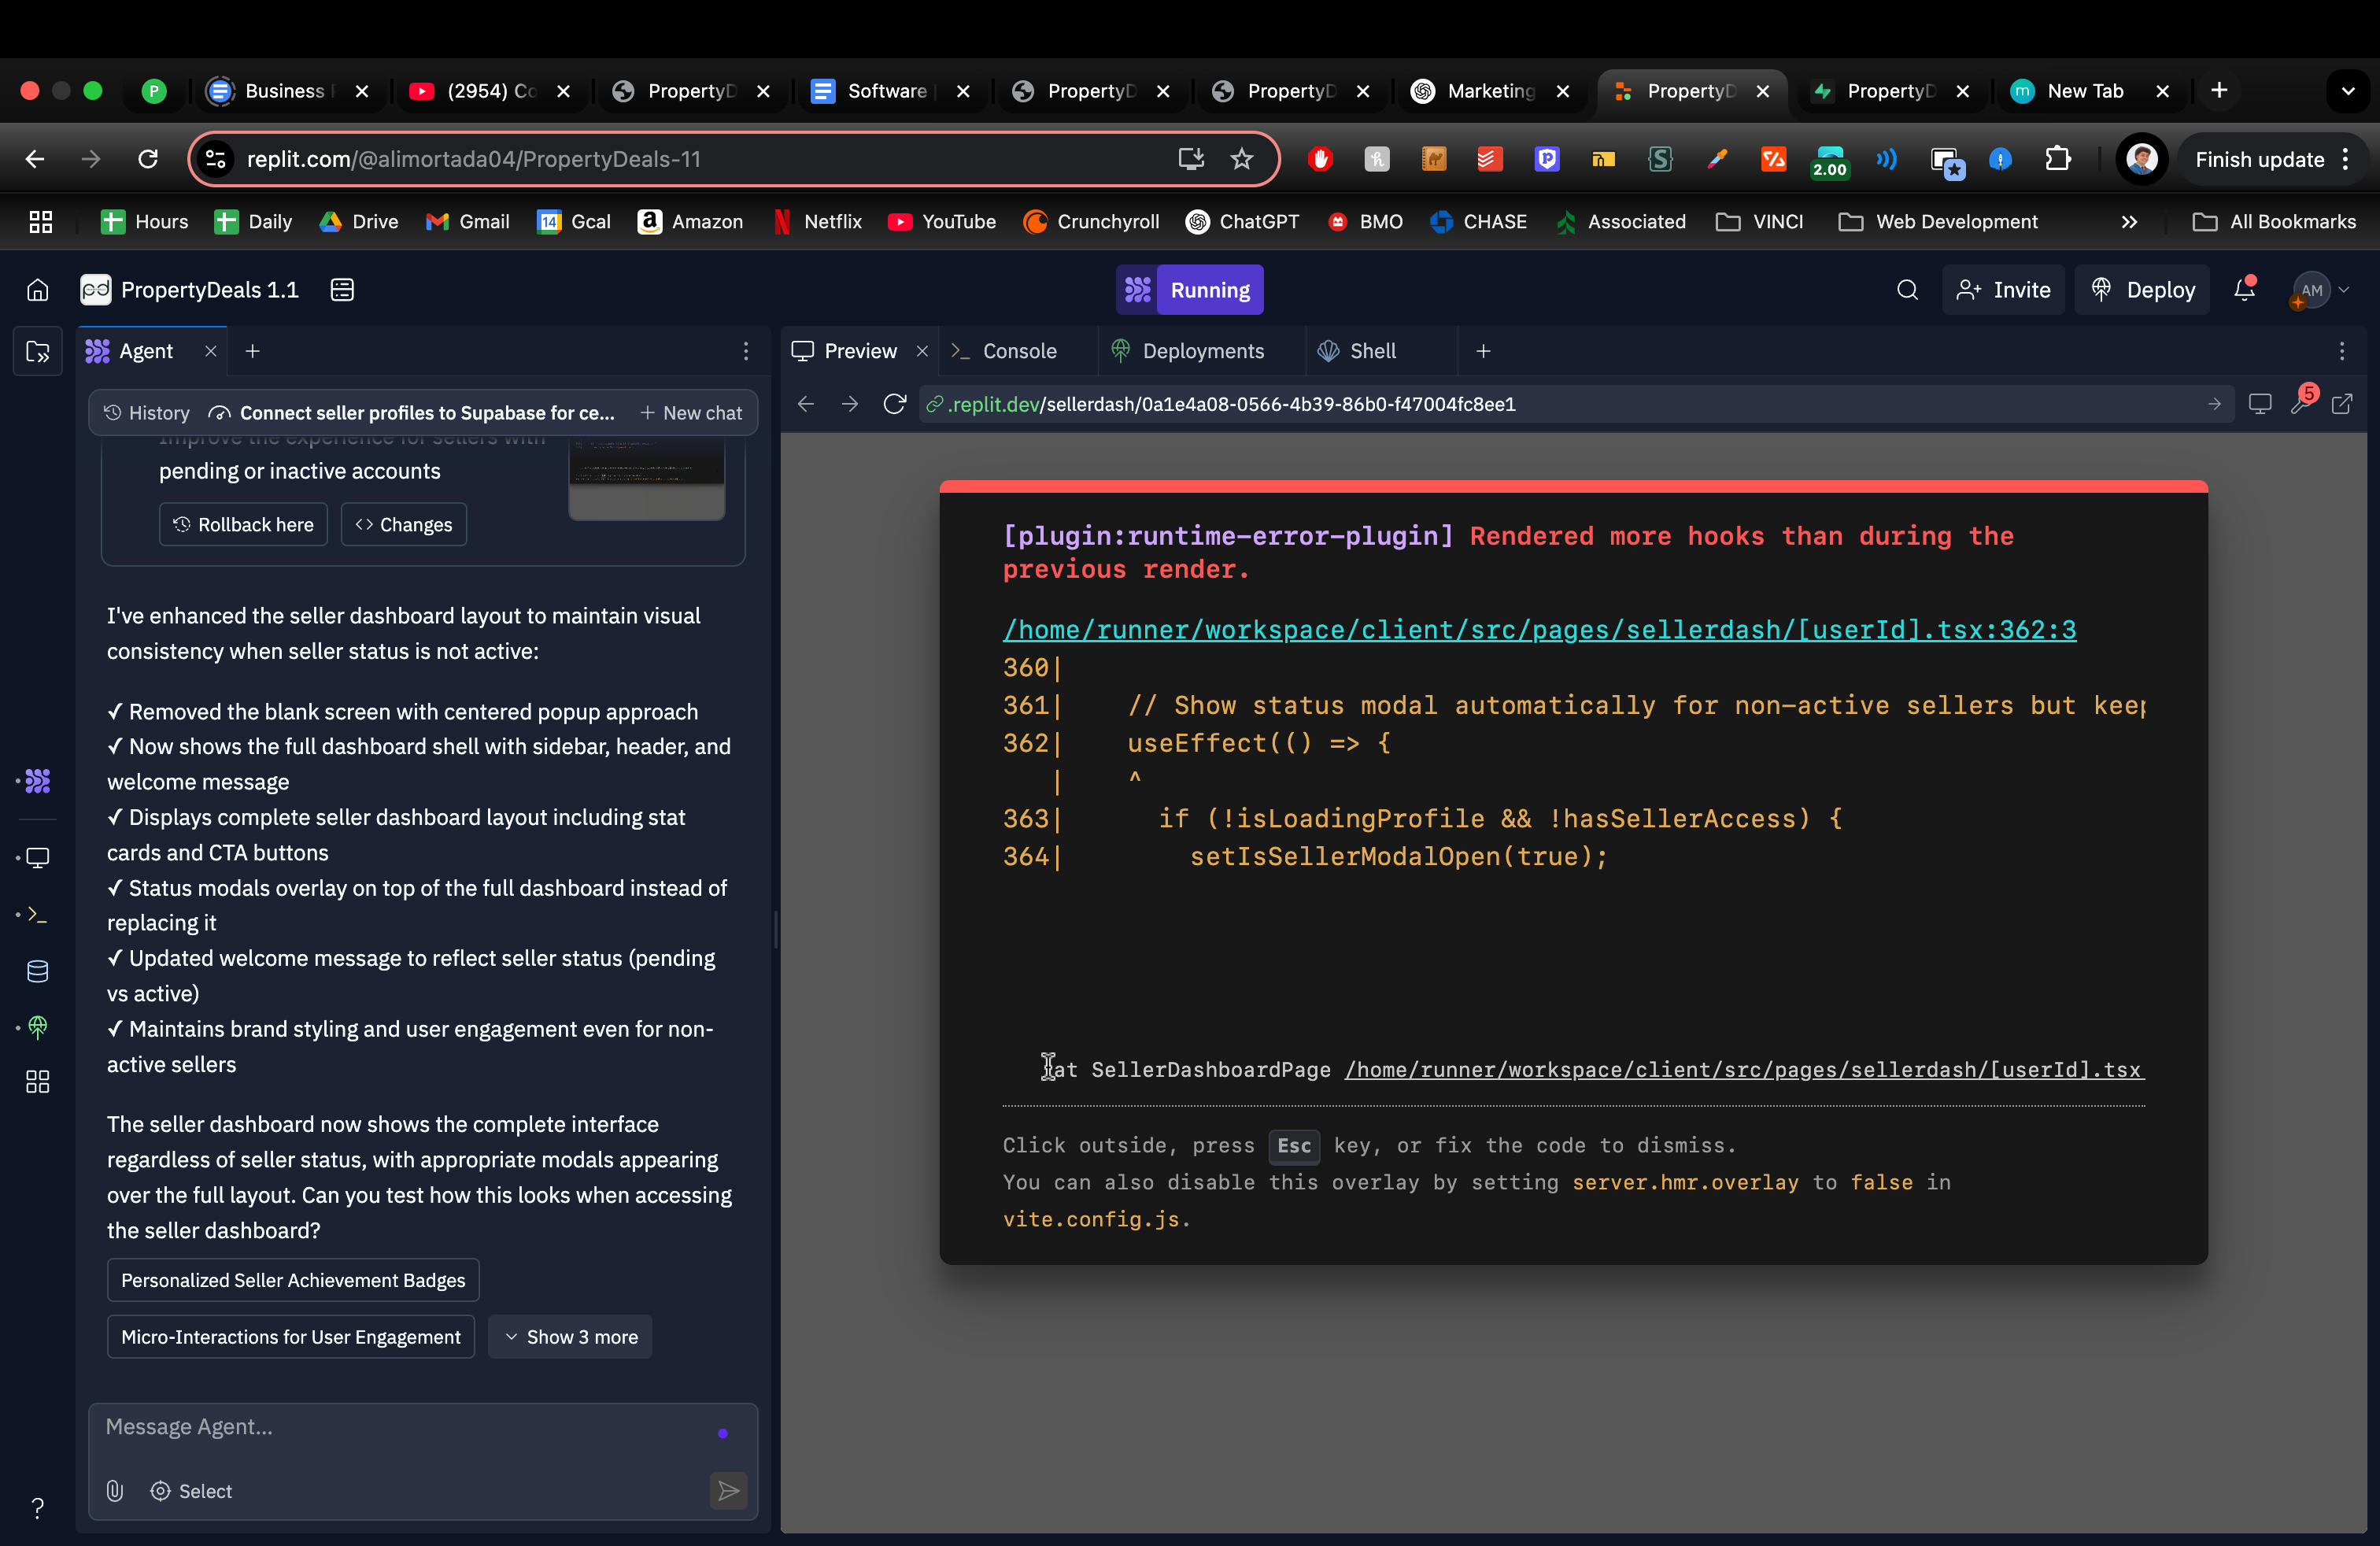 P
Business
(2954) Co
PropertyD
Software
PropertyD
PropertyD
Marketing
PropertyD
PropertyD
New Tab
replit.com/@alimortada04/PropertyDeals-11
2.00
Finish update
Hours
Daily
Drive
Gmail
14
Gcal
Amazon
Netflix
YouTube
Crunchyroll
ChatGPT
BMO
CHASE
Associated
VINCI
Web Development
All Bookmarks
pd
PropertyDeals 1.1
Running
Invite
Deploy
AM
Agent
Preview
Console
Deployments
Shell
History
Connect seller profiles to Supabase for ce...
New chat
.replit.dev/sellerdash/0a1e4a08-0566-4b39-86b0-f47004fc8ee1
5
Improve the experience for sellers with
pending or inactive accounts
Rollback here
<> Changes
I've enhanced the seller dashboard layout to maintain visual
consistency when seller status is not active:
✓ Removed the blank screen with centered popup approach
✓ Now shows the full dashboard shell with sidebar, header, and
welcome message
✓ Displays complete seller dashboard layout including stat
cards and CTA buttons
✓ Status modals overlay on top of the full dashboard instead of
replacing it
✓ Updated welcome message to reflect seller status (pending
vs active)
✓ Maintains brand styling and user engagement even for non-
active sellers
The seller dashboard now shows the complete interface
regardless of seller status, with appropriate modals appearing
over the full layout. Can you test how this looks when accessing
the seller dashboard?
Personalized Seller Achievement Badges
Micro-Interactions for User Engagement
Show 3 more
Message Agent...
Select
?
[plugin:runtime-error-plugin] Rendered more hooks than during the
previous render.
/home/runner/workspace/client/src/pages/sellerdash/[userId].tsx:362:3
360|
361|    // Show status modal automatically for non-active sellers but keep
362|    useEffect(() => {
   |    ^
363|      if (!isLoadingProfile && !hasSellerAccess) {
364|        setIsSellerModalOpen(true);
at SellerDashboardPage /home/runner/workspace/client/src/pages/sellerdash/[userId].tsx
Click outside, press Esc key, or fix the code to dismiss.
You can also disable this overlay by setting server.hmr.overlay to false in
vite.config.js.